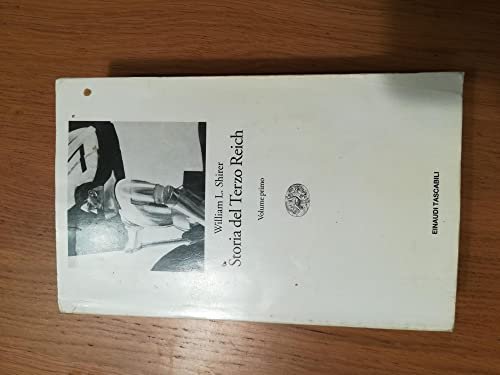 William L. Shirer
Storia del Terzo Reich
Volume primo
EINAUDI TASCABILI